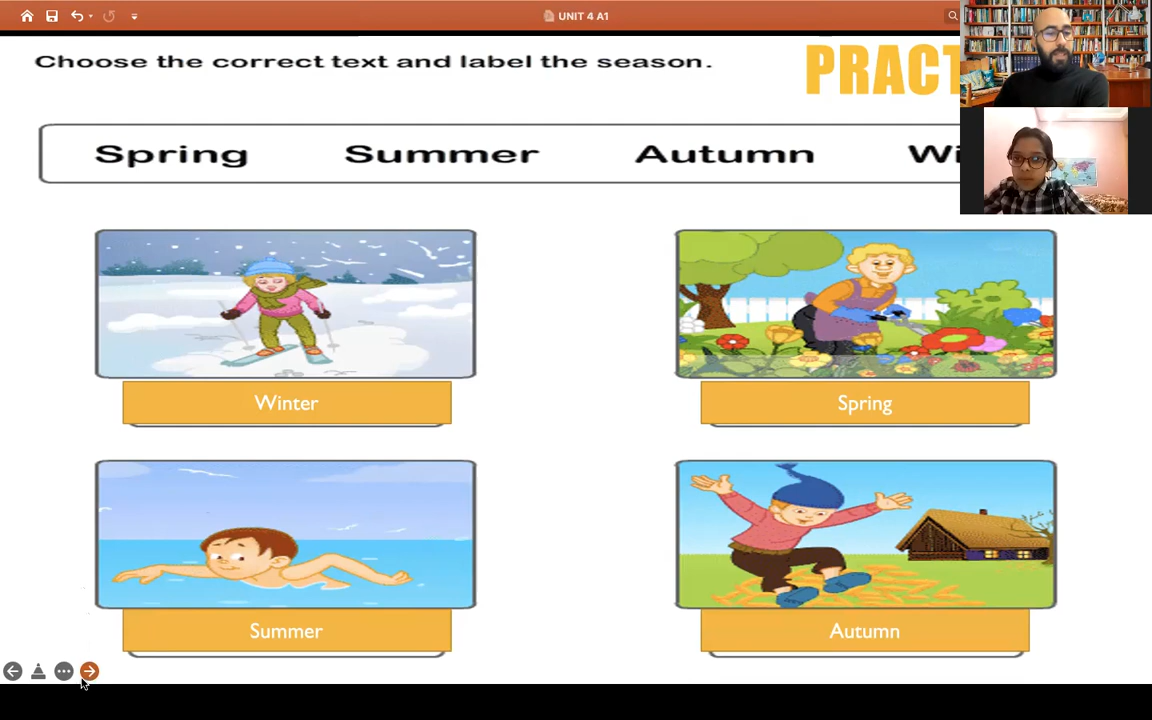 UNIT 4 A1
Choose the correct text and label the season.
PRACT
Spring Summer Autumn Wi
Winter
Spring
Summer
Autumn